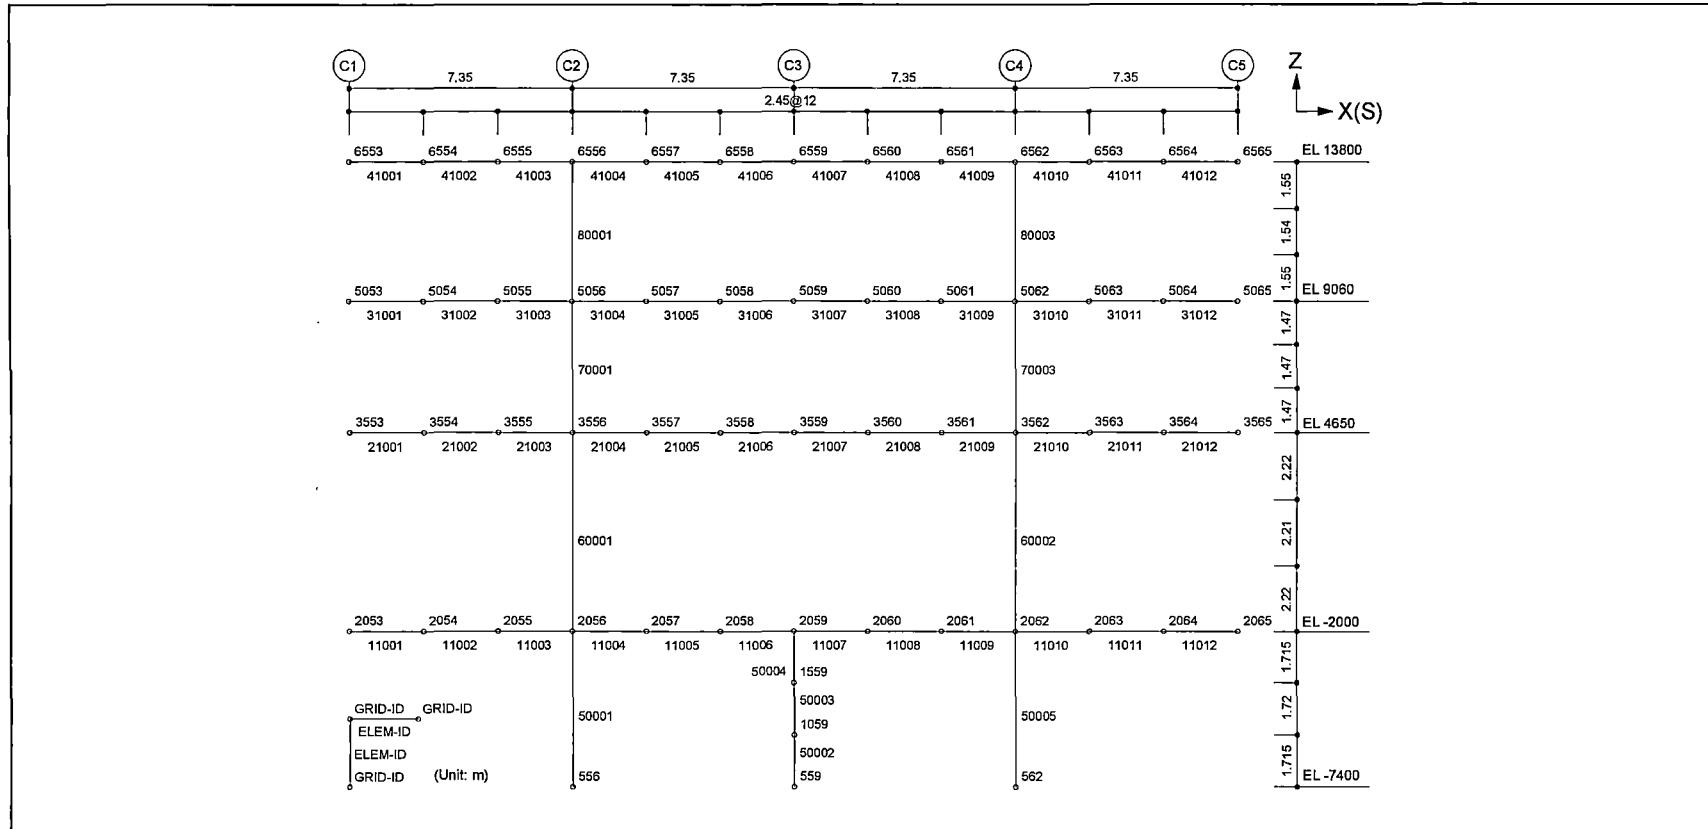 C1 C2 C3 C4 C5 Z
7.35 7.35 7.35 7.35
2.45@12 X(S)
6553 6554 6555 6556 6557 6558 6559 6560 6561 6562 6563 6564 6565 EL 13800
41001 41002 41003 41004 41005 41006 41007 41008 41009 41010 41011 41012
1.55
80001 80003 1.54
1.55
5053 5054 5055 5056 5057 5058 5059 5060 5061 5062 5063 5064 5065 EL 9060
31001 31002 31003 31004 31005 31006 31007 31008 31009 31010 31011 31012
1.47
70001 70003 1.47
1.47
3553 3554 3555 3556 3557 3558 3559 3560 3561 3562 3563 3564 3565 EL 4650
21001 21002 21003 21004 21005 21006 21007 21008 21009 21010 21011 21012
2.22
60001 60002 2.21
2.22
2053 2054 2055 2056 2057 2058 2059 2060 2061 2062 2063 2064 2065 EL -2000
11001 11002 11003 11004 11005 11006 11007 11008 11009 11010 11011 11012
50004 1559 1.715
50003
GRID-ID GRID-ID 50001 50005 1.72
ELEM-ID 1059
ELEM-ID 50002 1.715
GRID-ID (Unit: m) 556 559 562 EL -7400